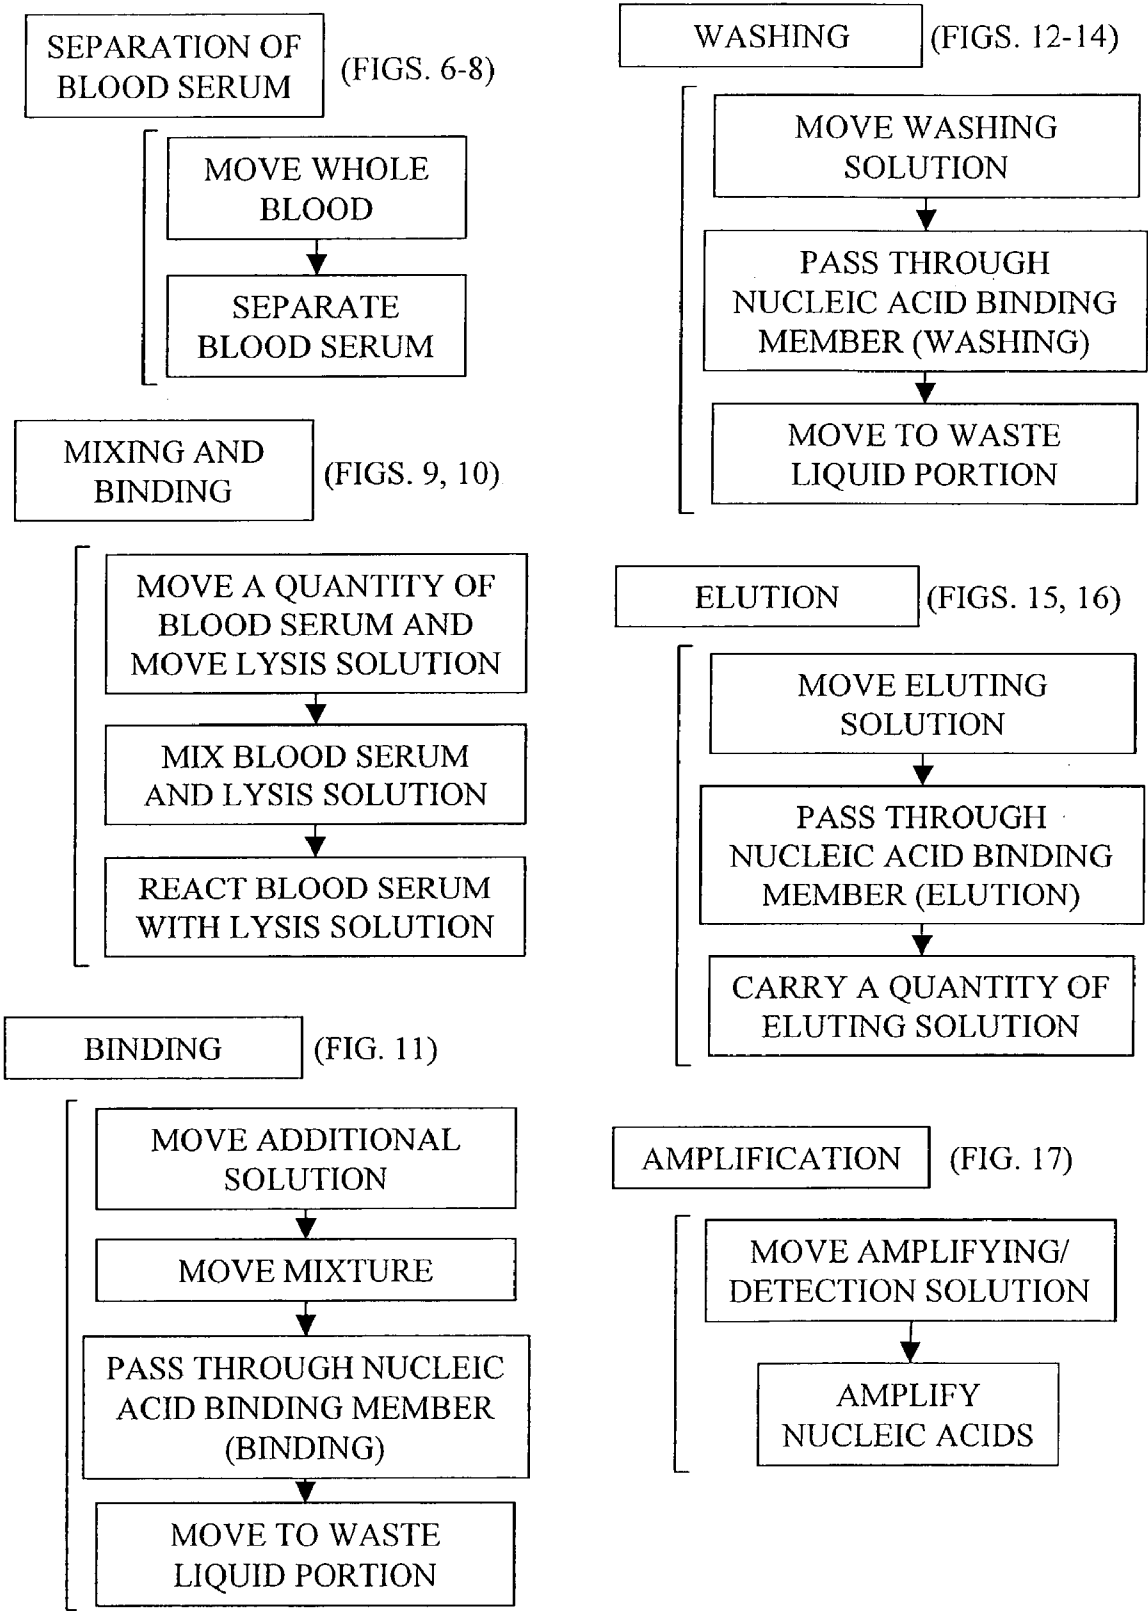 SEPARATION OF
BLOOD SERUM
(FIGS. 6-8)
MOVE WHOLE
BLOOD
SEPARATE
BLOOD SERUM
MIXING AND
BINDING
(FIGS. 9, 10)
MOVE A QUANTITY OF
BLOOD SERUM AND
MOVE LYSIS SOLUTION
MIX BLOOD SERUM
AND LYSIS SOLUTION
REACT BLOOD SERUM
WITH LYSIS SOLUTION
BINDING
(FIG. 11)
MOVE ADDITIONAL
SOLUTION
MOVE MIXTURE
PASS THROUGH NUCLEIC
ACID BINDING MEMBER
(BINDING)
MOVE TO WASTE
LIQUID PORTION
WASHING
(FIGS. 12-14)
MOVE WASHING
SOLUTION
PASS THROUGH
NUCLEIC ACID BINDING
MEMBER (WASHING)
MOVE TO WASTE
LIQUID PORTION
ELUTION
(FIGS. 15, 16)
MOVE ELUTING
SOLUTION
PASS THROUGH
NUCLEIC ACID BINDING
MEMBER (ELUTION)
CARRY A QUANTITY OF
ELUTING SOLUTION
AMPLIFICATION
(FIG. 17)
MOVE AMPLIFYING/
DETECTION SOLUTION
AMPLIFY
NUCLEIC ACIDS